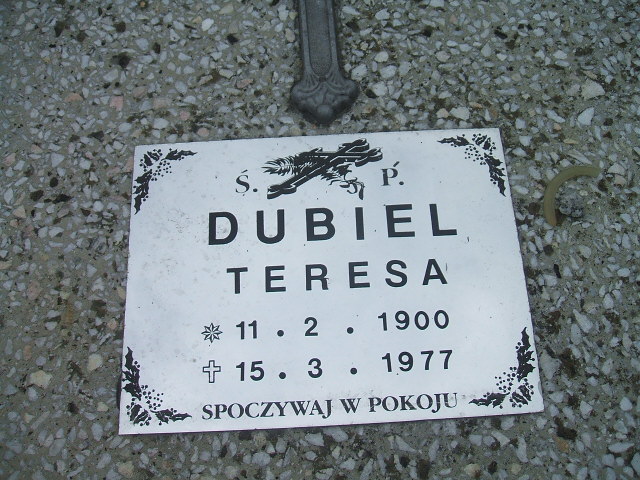 Ś. P.
DUBIEL
TERESA
11 . 2 . 1900
15 . 3 . 1977
SPOCZYWAJ W POKOJU